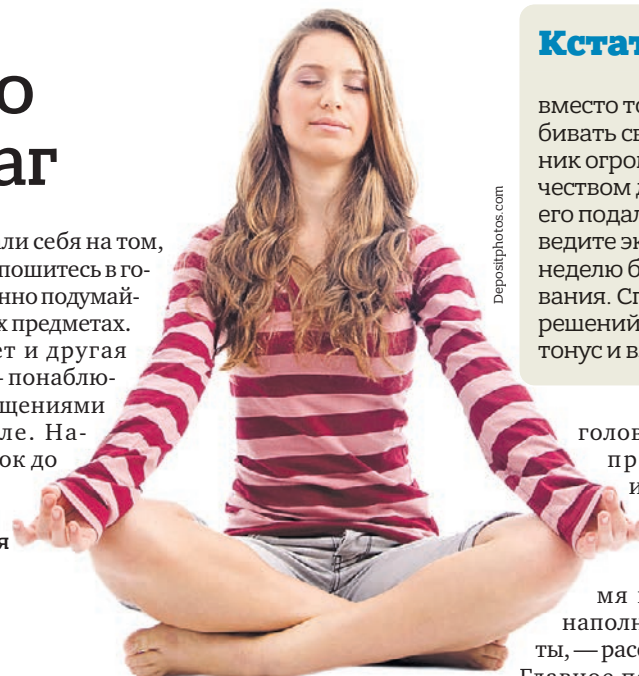 о
аг
ли себя на том,
пошитесь в го-
нно подумай-
х предметах.
ет и другая
- понаблю-
щениями
ле. На-
ок до
я
Depositphotos.com
Кстат
вместо то
бивать св
ник огром
чеством д
его подал
ведите эк
неделю б
вания. Сп
решений
тонус и в
голов
пр
и
мя
наполн
ты, — расс
Главное п